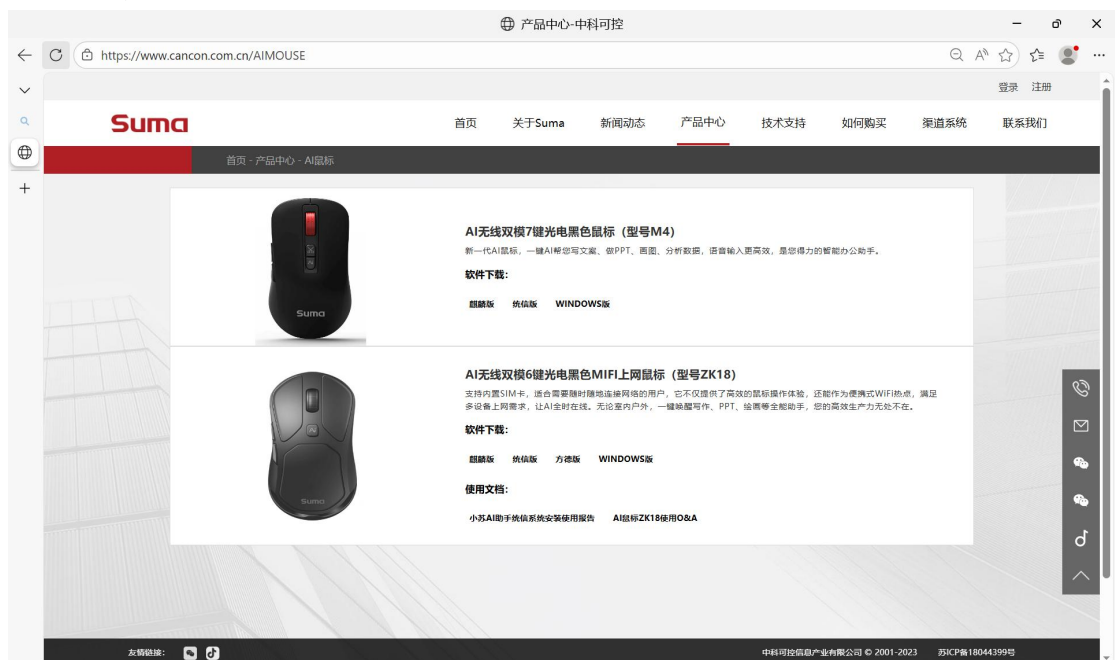 产品中心-中科可控
https://www.cancon.com.cn/AIMOUSE
登录 注册
Suma
首页 关于Suma 新闻动态 产品中心 技术支持 如何购买 渠道系统 联系我们
首页 - 产品中心 - AI鼠标
AI无线双模7键光电黑色鼠标（型号M4）
新一代AI鼠标，一键AI帮您写文案、做PPT、画图、分析数据，语音输入更高效，是您得力的智能办公助手。
软件下载：
麒麟版 统信版 WINDOWS版
Suma
AI无线双模6键光电黑色MIFI上网鼠标（型号ZK18）
支持内置SIM卡，适合需要随时随地连接网络的用户，它不仅提供了高效的鼠标操作体验，还能作为便携式WiFi热点，满足
多设备上网需求，让AI全时在线。无论室内户外，一键唤醒写作、PPT、绘画等全能助手，您的高效生产力无处不在。
软件下载：
麒麟版 统信版 方德版 WINDOWS版
使用文档：
Suma
小苏AI助手统信系统安装使用报告 AI鼠标ZK18使用Q&A
友情链接： 中科可控信息产业有限公司 © 2001-2023 苏ICP备18044399号